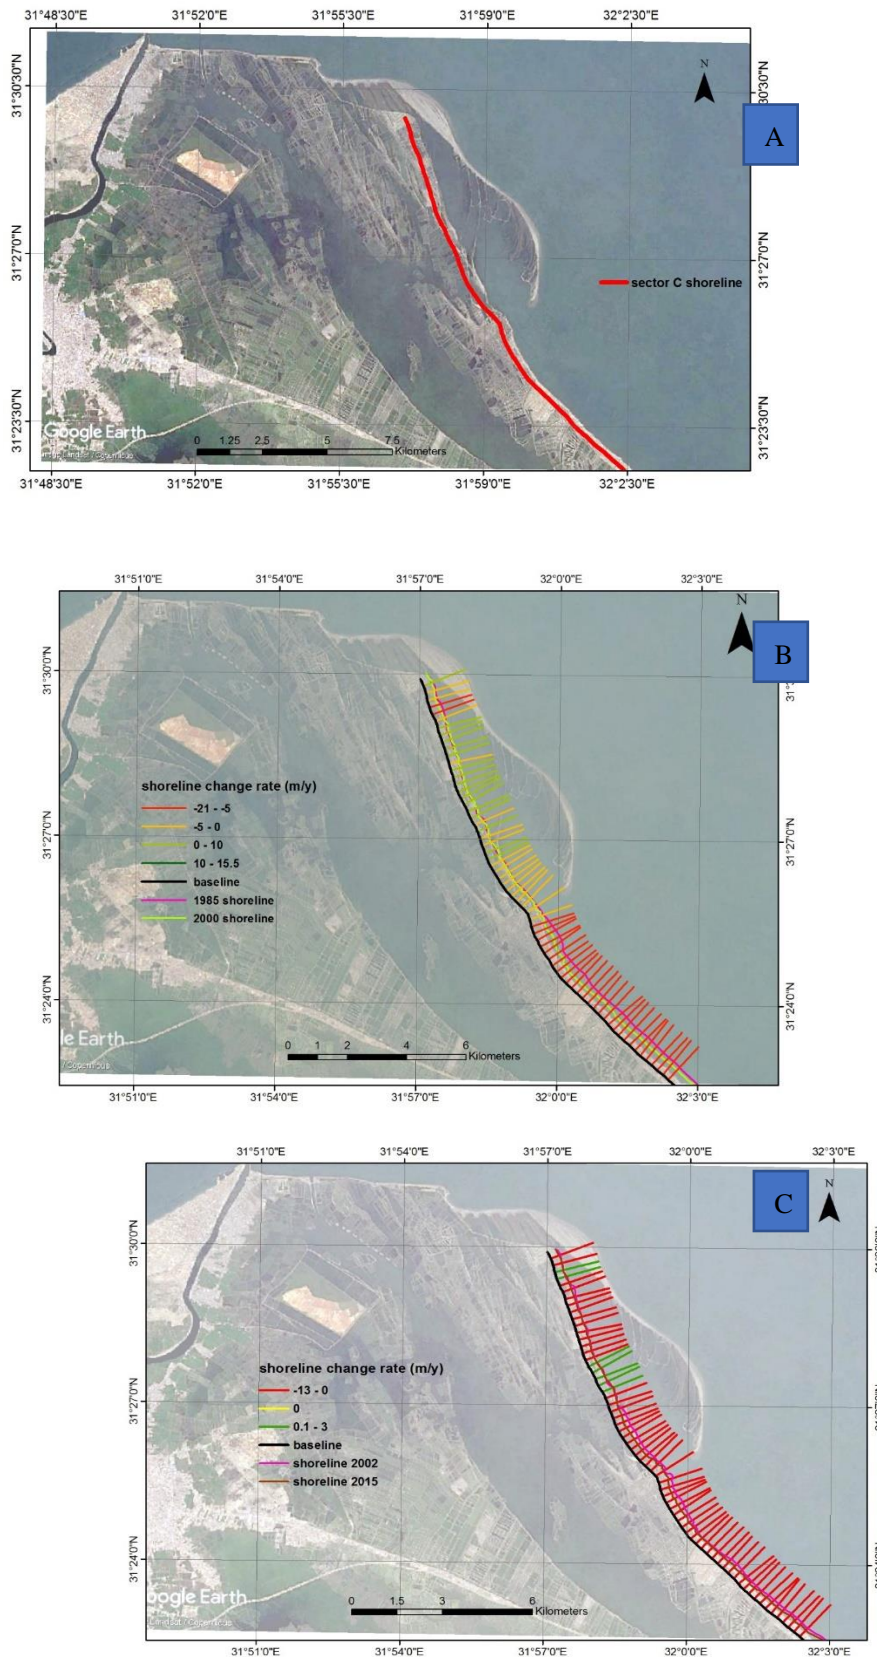 31°48'30"E 31°52'0"E 31°55'30"E 31°59'0"E 32°2'30"E
31°30'30"N
31°30'30"N
N
A
31°27'0"N
31°27'0"N
sector C shoreline
31°23'30"N
31°23'30"N
Google Earth
0 1.25 2.5 5 7.5
Kilometers
31°48'30"E 31°52'0"E 31°55'30"E 31°59'0"E 32°2'30"E
31°51'0"E 31°54'0"E 31°57'0"E 32°0'0"E 32°3'0"E
N
B
31°30'0"N
shoreline change rate (m/y)
-21 - -5
-5 - 0
0 - 10
10 - 15.5
baseline
1985 shoreline
2000 shoreline
31°27'0"N
31°27'0"N
31°24'0"N
31°24'0"N
le Earth
0 1 2 4 6
Kilometers
31°51'0"E 31°54'0"E 31°57'0"E 32°0'0"E 32°3'0"E
31°51'0"E 31°54'0"E 31°57'0"E 32°0'0"E 32°3'0"E
C
N
31°30'0"N
shoreline change rate (m/y)
-13 - 0
0
0.1 - 3
baseline
shoreline 2002
shoreline 2015
31°27'0"N
31°24'0"N
oogle Earth
0 1.5 3 6
Kilometers
31°51'0"E 31°54'0"E 31°57'0"E 32°0'0"E 32°3'0"E